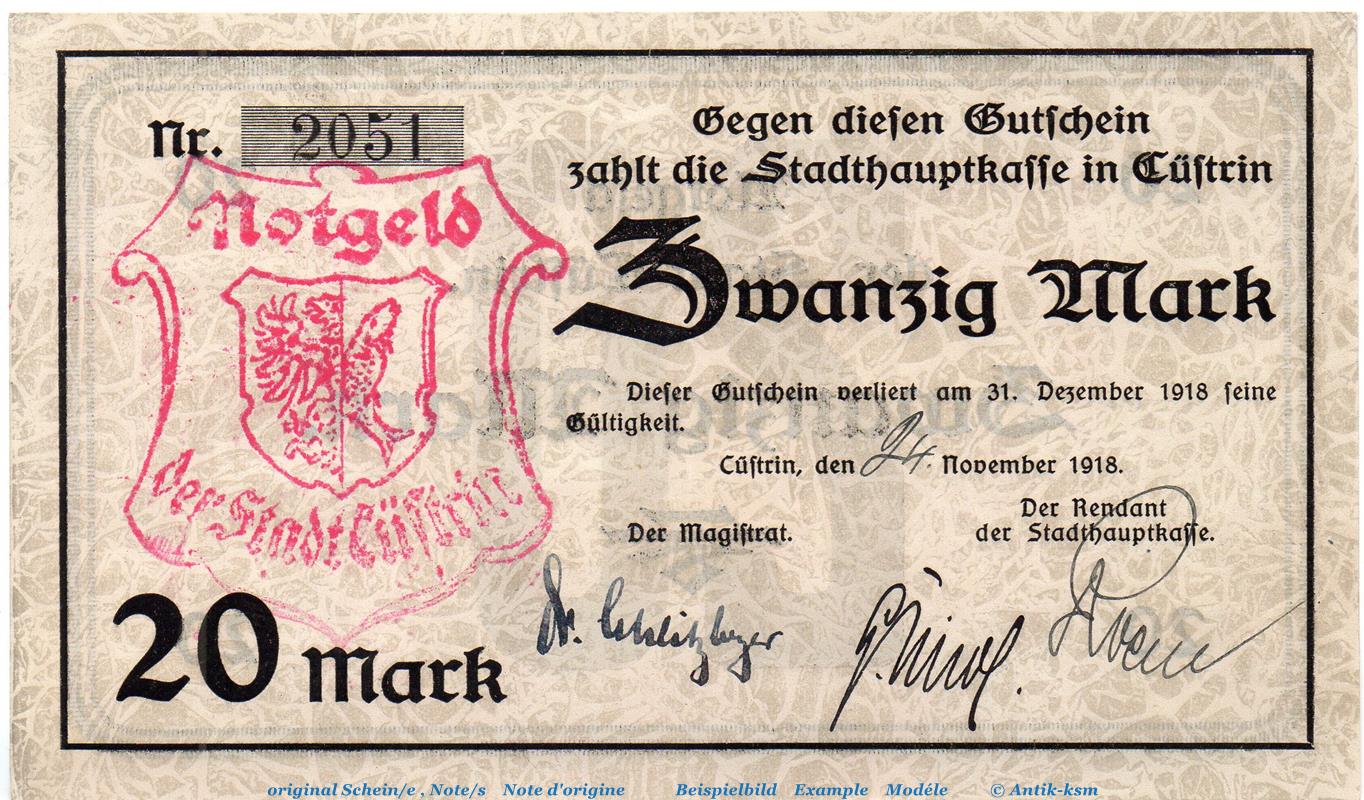 Nr. 2051
Notgeld
der Stadt Cüſtrin
Gegen dieſen Gutſchein
zahlt die Stadthauptkaſſe in Cüſtrin
Zwanzig Mark
Dieſer Gutſchein verliert am 31. Dezember 1918 ſeine
Gültigkeit.
Cüſtrin, den 24. November 1918.
Der Magiſtrat.
Der Rendant
der Stadthauptkaſſe.
Dr.
20 Mark
original Schein/e , Note/s Note d'origine Beispielbild Example Modéle © Antik-ksm